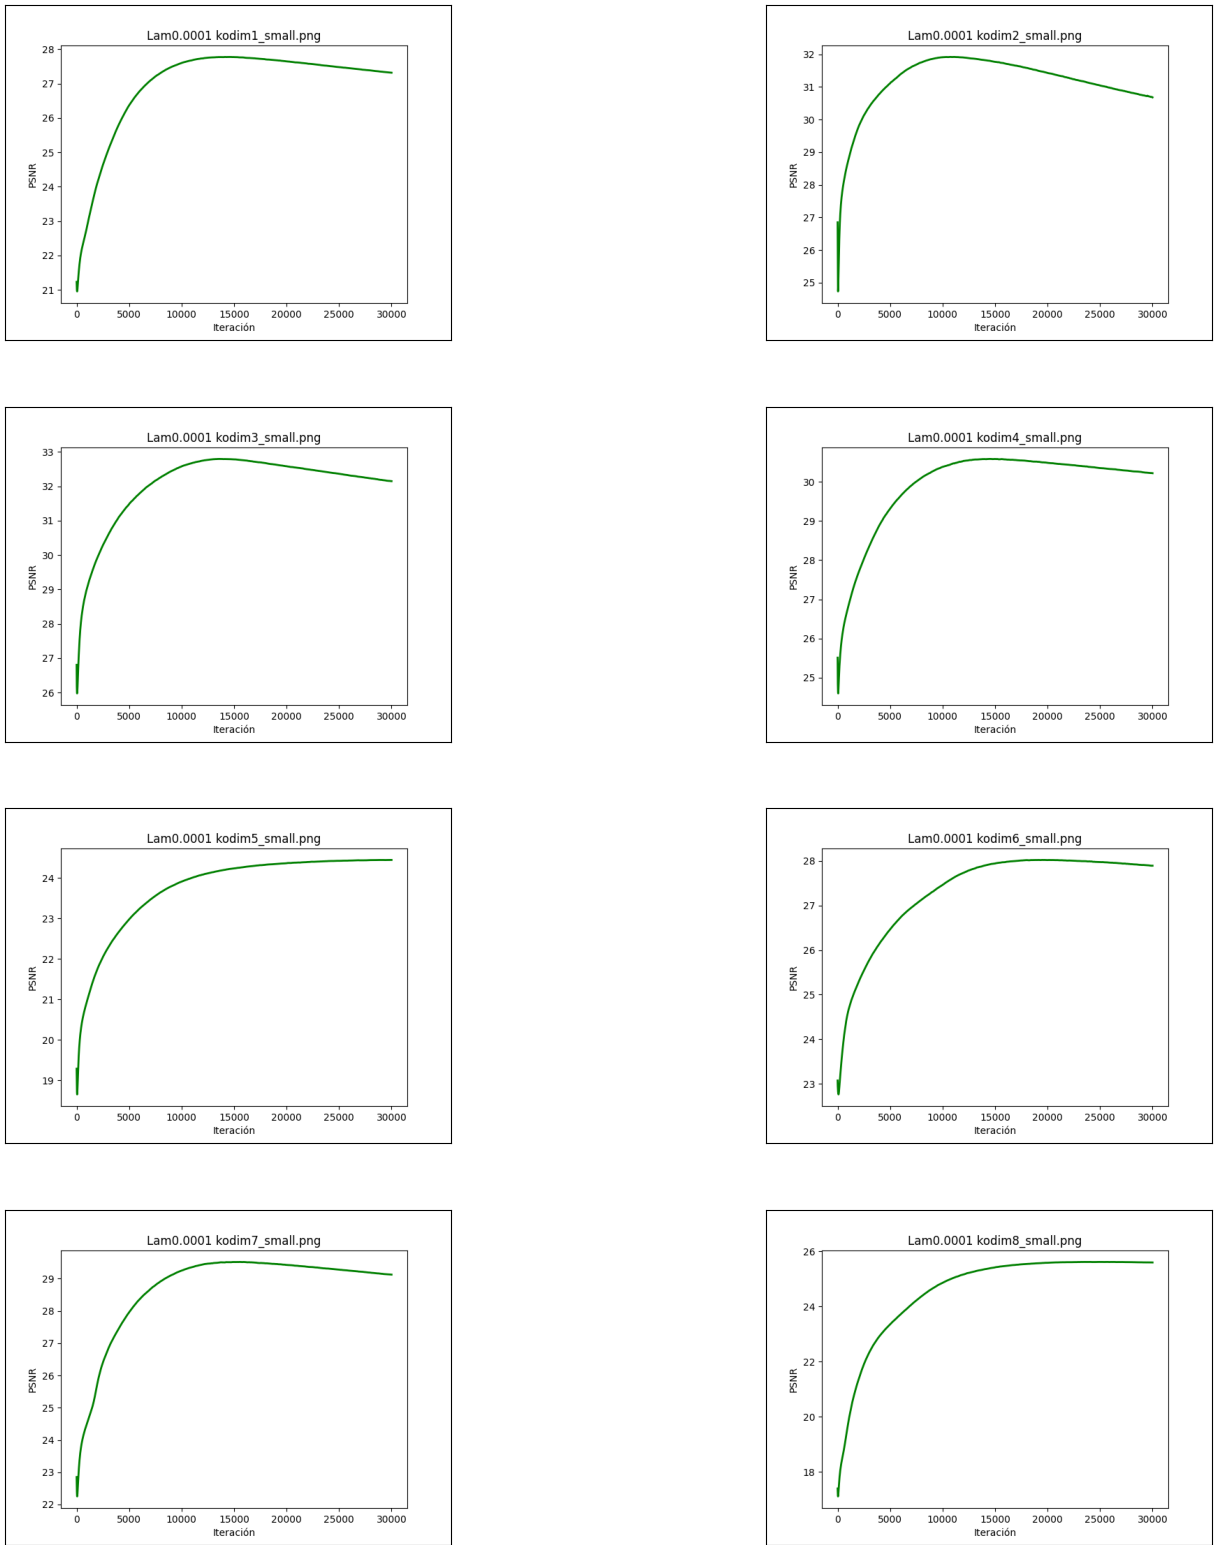 Lam0.0001 kodim1_small.png
28
27
26
25
24
23
22
21
PSNR
0 5000 10000 15000 20000 25000 30000
Iteración
Lam0.0001 kodim2_small.png
32
31
30
29
28
27
26
25
PSNR
0 5000 10000 15000 20000 25000 30000
Iteración
Lam0.0001 kodim3_small.png
33
32
31
30
29
28
27
26
PSNR
0 5000 10000 15000 20000 25000 30000
Iteración
Lam0.0001 kodim4_small.png
30
29
28
27
26
25
PSNR
0 5000 10000 15000 20000 25000 30000
Iteración
Lam0.0001 kodim5_small.png
24
23
22
21
20
19
PSNR
0 5000 10000 15000 20000 25000 30000
Iteración
Lam0.0001 kodim6_small.png
28
27
26
25
24
23
PSNR
0 5000 10000 15000 20000 25000 30000
Iteración
Lam0.0001 kodim7_small.png
29
28
27
26
25
24
23
22
PSNR
0 5000 10000 15000 20000 25000 30000
Iteración
Lam0.0001 kodim8_small.png
26
24
22
20
18
PSNR
0 5000 10000 15000 20000 25000 30000
Iteración